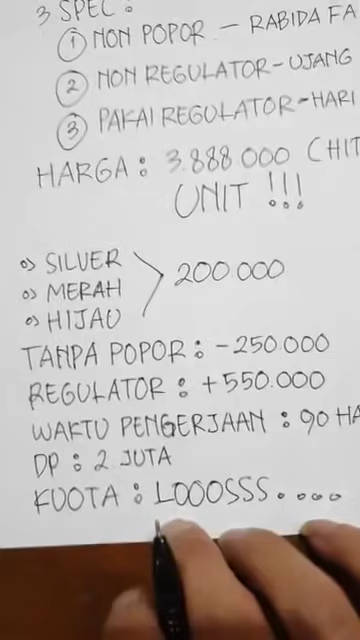 3 SPEC :
① NON POPOR – RABIDA FA
② NON REGULATOR – UJANG
③ PAKAI REGULATOR – HARI
HARGA : 3.888.000 (HIT
UNIT !!!
o) SILVER
o) MERAH 200 000
o) HIJAU
TANPA POPOR : -250.000
REGULATOR : +550.000
WAKTU PENGERJAAN : 90 HA
DP : 2 JUTA
KUOTA : LOOOSSS.....